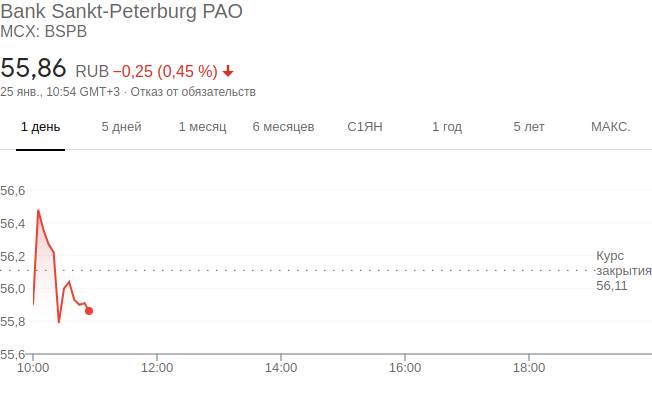 Bank Sankt-Peterburg PAO
MCX: BSPB
55,86 RUB −0,25 (0,45 %)
25 янв., 10:54 GMT+3 · Отказ от обязательств
1 день 5 дней 1 месяц 6 месяцев С1ЯН 1 год 5 лет МАКС.
56,6
56,4
56,2
56,0
55,8
55,6
Курс
закрытия
56,11
10:00 12:00 14:00 16:00 18:00